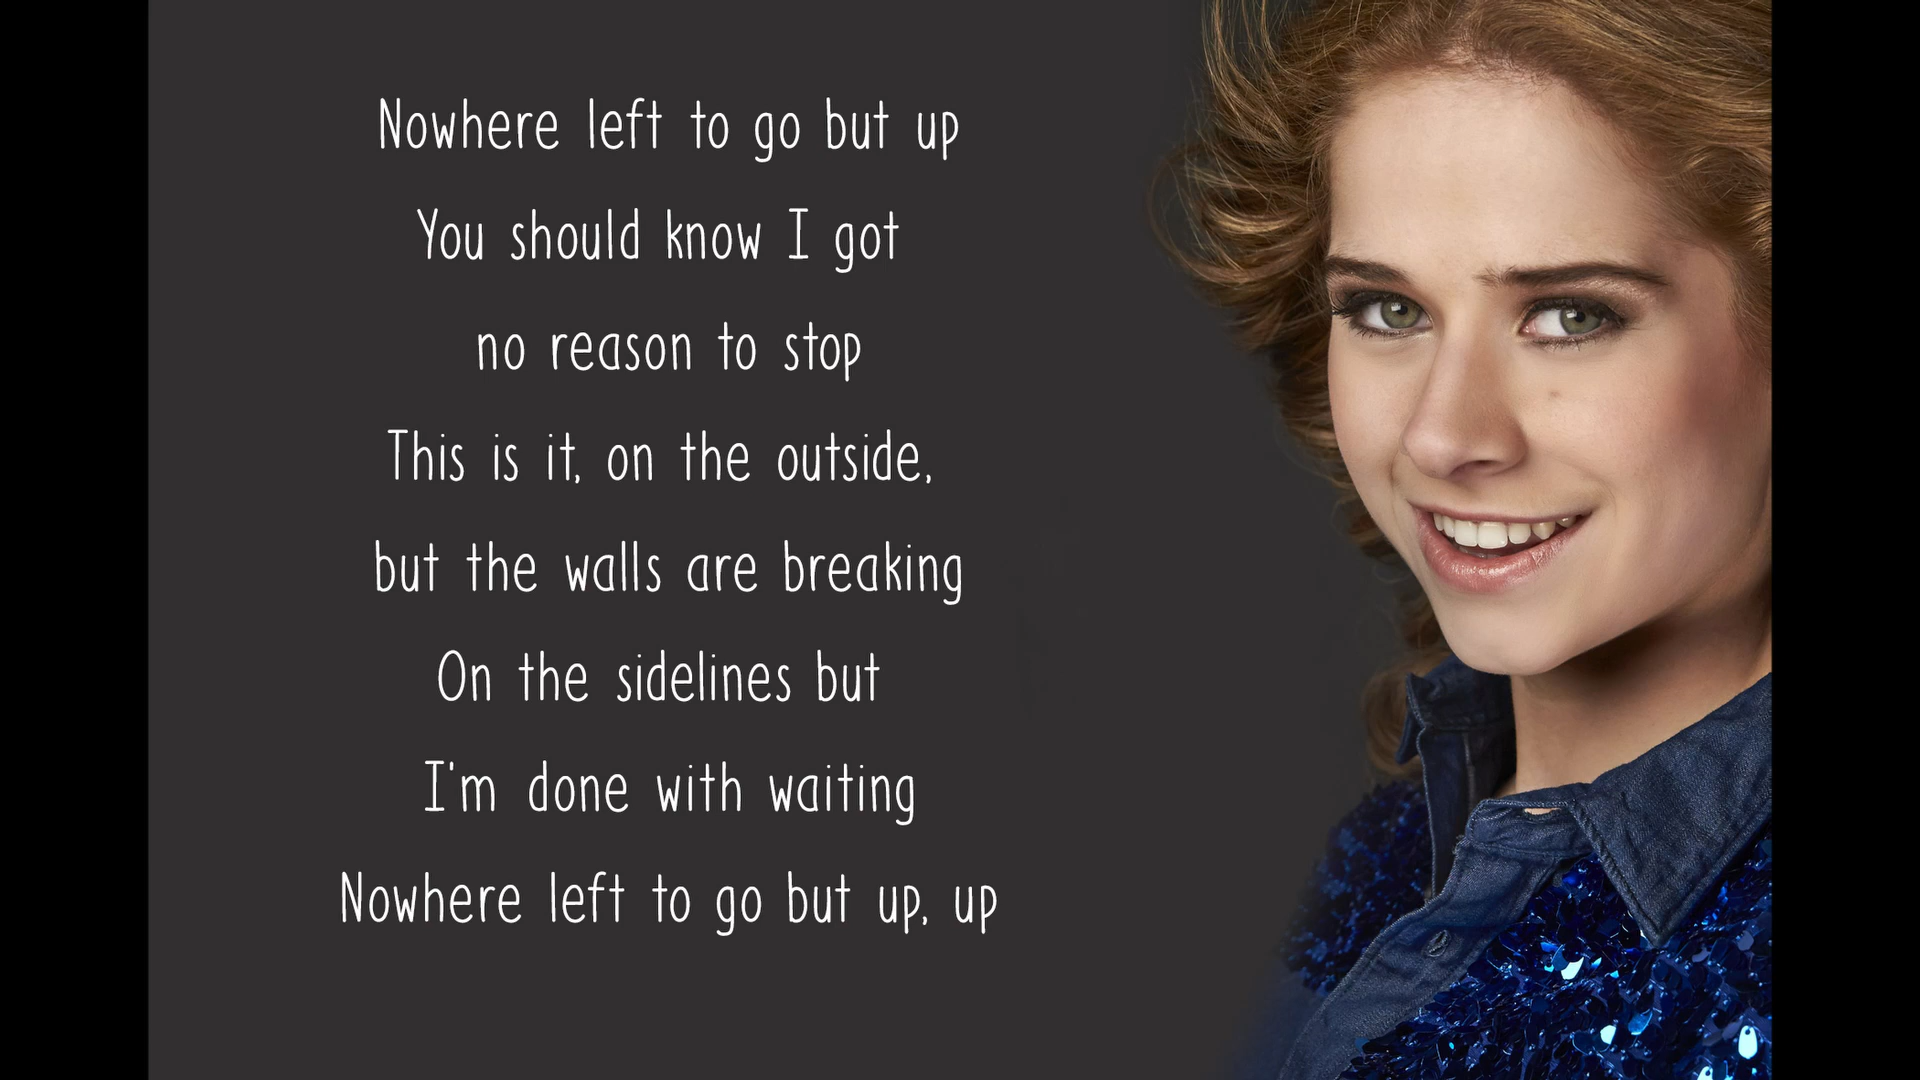 Nowhere left to go but up
You should know I got
no reason to stop
This is it, on the outside,
but the walls are breaking
On the sidelines but
I'm done with waiting
Nowhere left to go but up, up